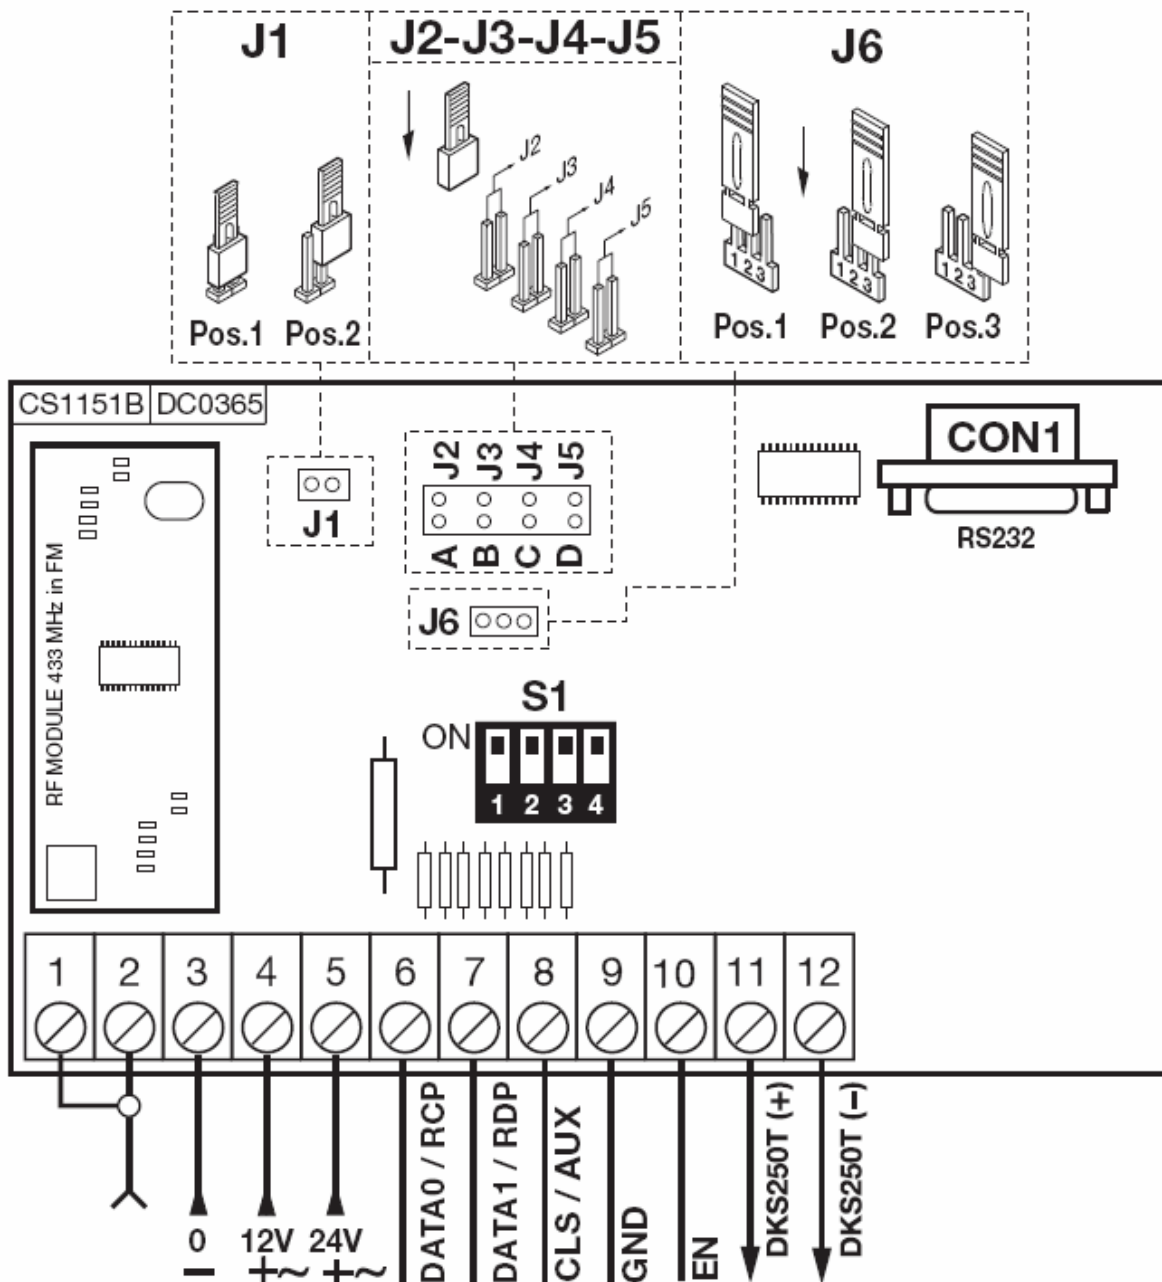 J1
J2-J3-J4-J5
J6
J2
J3
J4
J5
1 2 3
1 2 3
1 2 3
Pos.1 Pos.2
Pos.1 Pos.2 Pos.3
CS1151B DC0365
RF MODULE 433 MHz in FM
J1
J2 J3 J4 J5
A B C D
J6
CON1
RS232
S1
ON
1 2 3 4
1 2 3 4 5 6 7 8 9 10 11 12
0
–
12V
+~
24V
+~
DATA0 / RCP
DATA1 / RDP
CLS / AUX
GND
EN
DKS250T (+)
DKS250T (–)